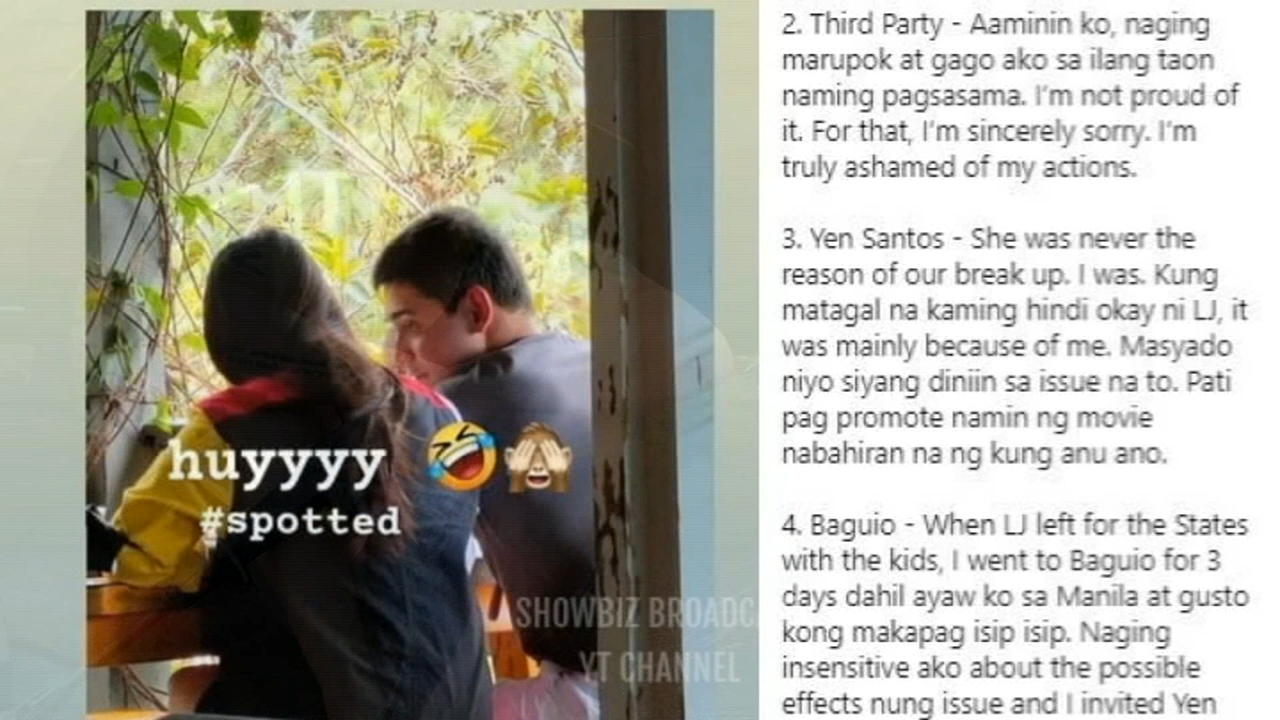 huyyyy 🤣🙈
#spotted
SHOWBIZ BROADCA
YT CHANNEL
2. Third Party - Aaminin ko, naging
marupok at gago ako sa ilang taon
naming pagsasama. I'm not proud of
it. For that, I'm sincerely sorry. I'm
truly ashamed of my actions.
3. Yen Santos - She was never the
reason of our break up. I was. Kung
matagal na kaming hindi okay ni LJ, it
was mainly because of me. Masyado
niyo siyang diniin sa issue na to. Pati
pag promote namin ng movie
nabahiran na ng kung anu ano.
4. Baguio - When LJ left for the States
with the kids, I went to Baguio for 3
days dahil ayaw ko sa Manila at gusto
kong makapag isip isip. Naging
insensitive ako about the possible
effects nung issue and I invited Yen